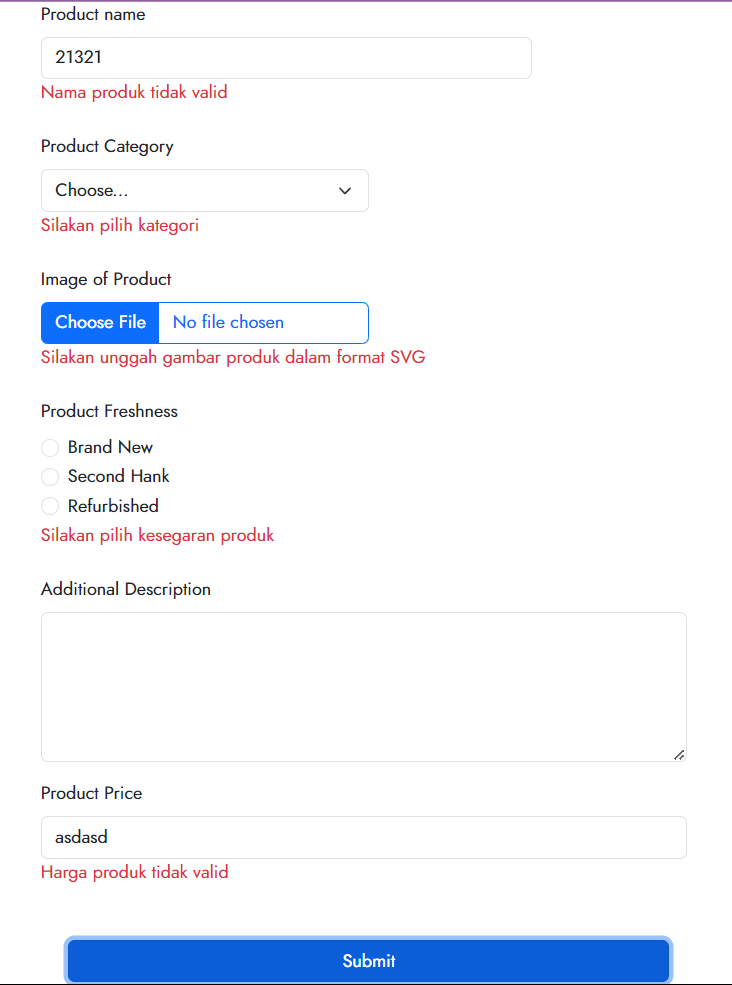 Product name
21321
Nama produk tidak valid
Product Category
Choose...
Silakan pilih kategori
Image of Product
Choose File No file chosen
Silakan unggah gambar produk dalam format SVG
Product Freshness
Brand New
Second Hank
Refurbished
Silakan pilih kesegaran produk
Additional Description
Product Price
asdasd
Harga produk tidak valid
Submit